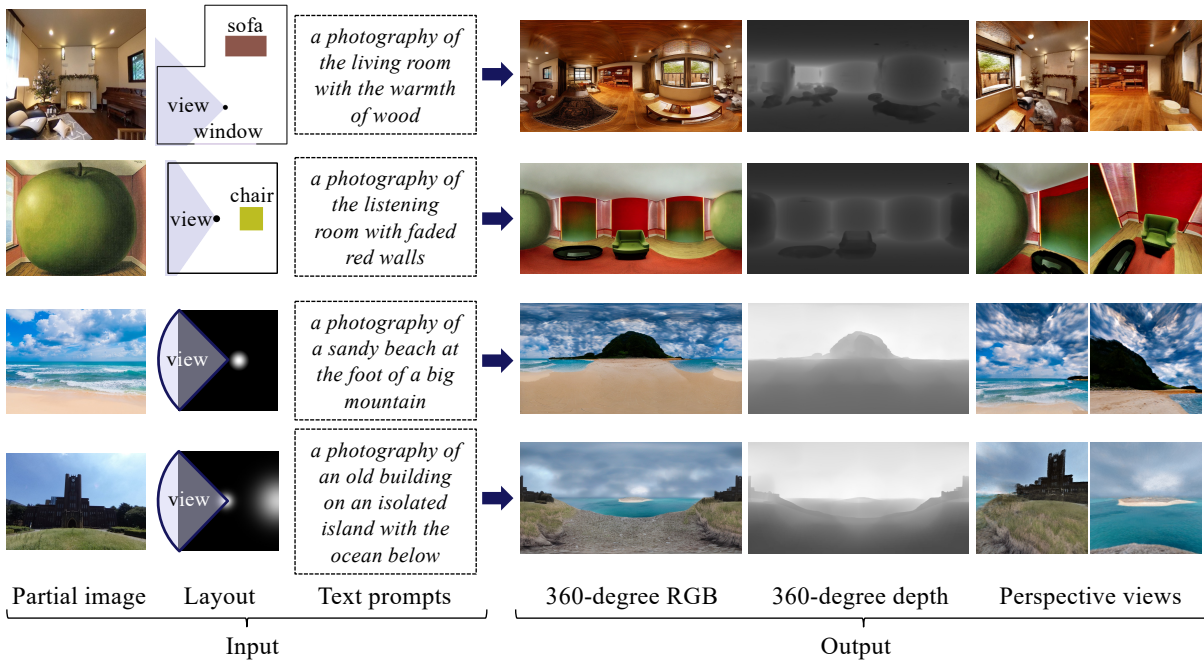 sofa
view
window
a photography of
the living room
with the warmth
of wood
chair
view
a photography of
the listening
room with faded
red walls
view
a photography of
a sandy beach at
the foot of a big
mountain
view
a photography of
an old building
on an isolated
island with the
ocean below
Partial image
Layout
Text prompts
360-degree RGB
360-degree depth
Perspective views
Input
Output